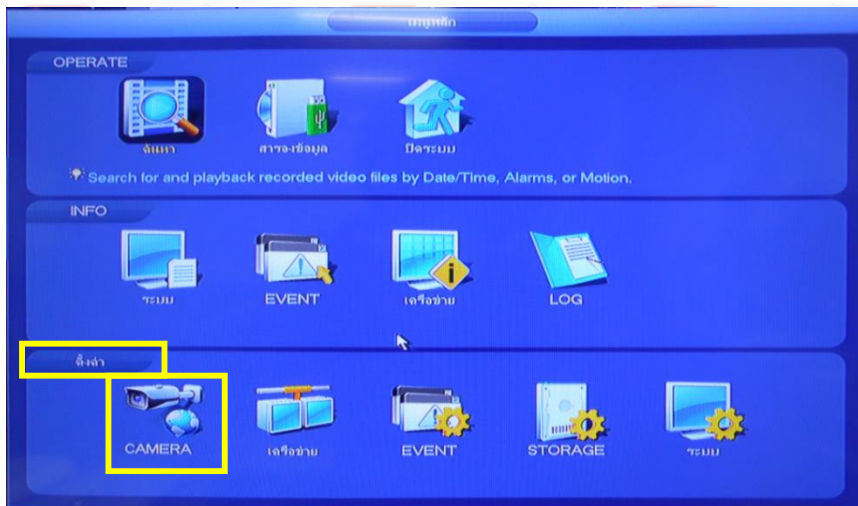 เมนูหลัก
OPERATE
ค้นหา สารองข้อมูล ปิดระบบ
Search for and playback recorded video files by Date/Time, Alarms, or Motion.
INFO
ระบบ EVENT เครือข่าย LOG
ตั้งค่า
CAMERA เครือข่าย EVENT STORAGE ระบบ